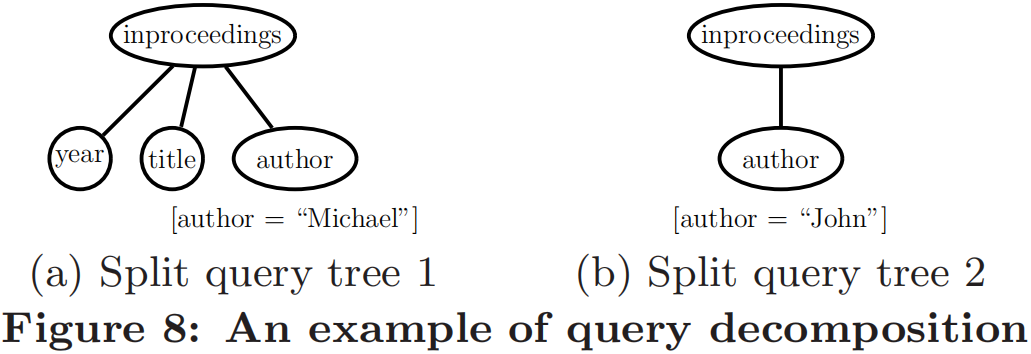 inproceedings inproceedings
year title author author
[author = “Michael”] [author = “John”]
(a) Split query tree 1 (b) Split query tree 2
Figure 8: An example of query decomposition